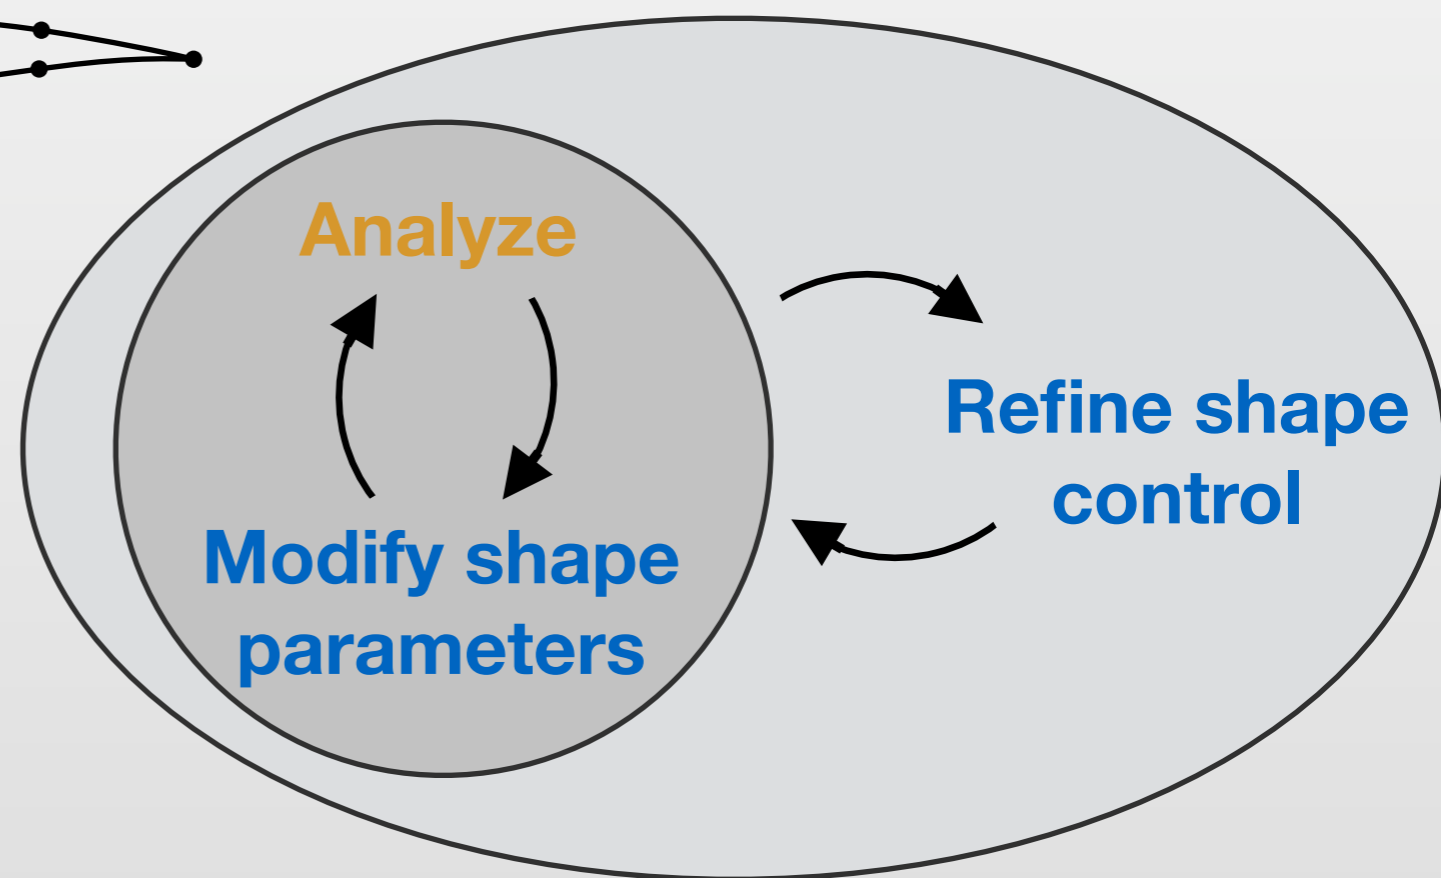 Analyze
Modify shape
parameters
Refine shape
control